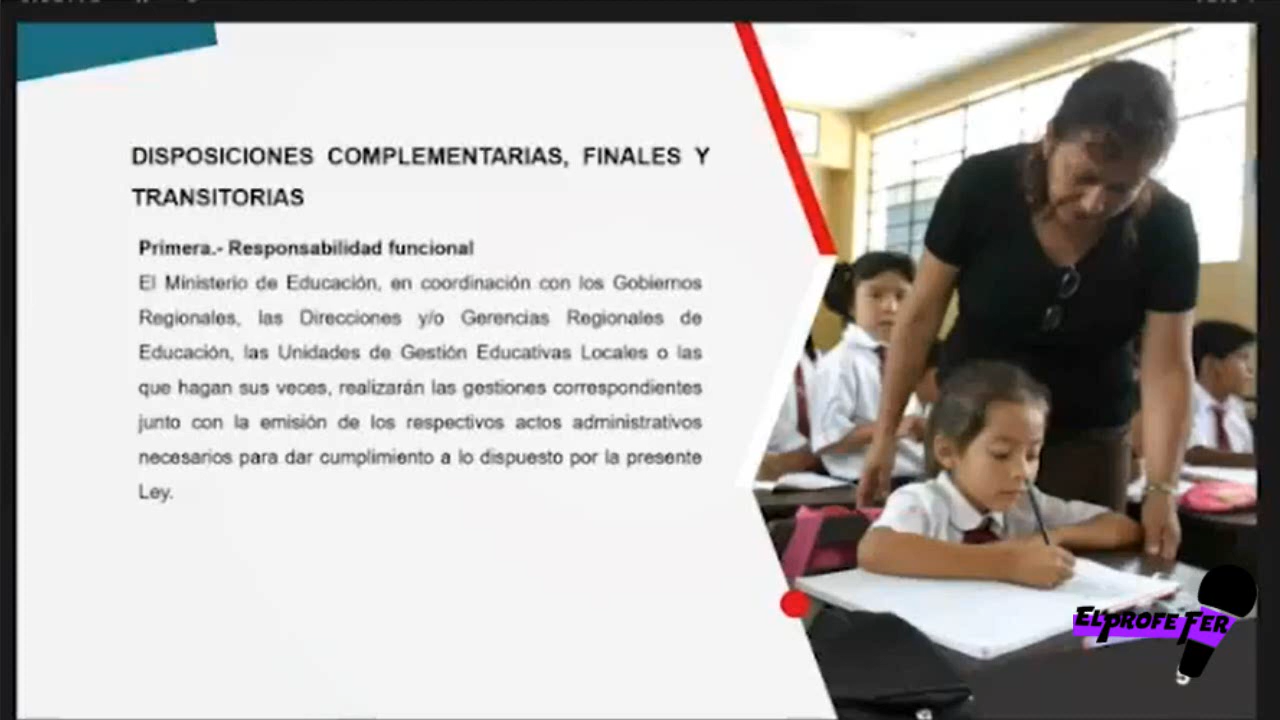 DISPOSICIONES COMPLEMENTARIAS, FINALES Y
TRANSITORIAS
Primera.- Responsabilidad funcional
El Ministerio de Educación, en coordinación con los Gobiernos
Regionales, las Direcciones y/o Gerencias Regionales de
Educación, las Unidades de Gestión Educativas Locales o las
que hagan sus veces, realizarán las gestiones correspondientes
junto con la emisión de los respectivos actos administrativos
necesarios para dar cumplimiento a lo dispuesto por la presente
Ley.
EL PROFE FER